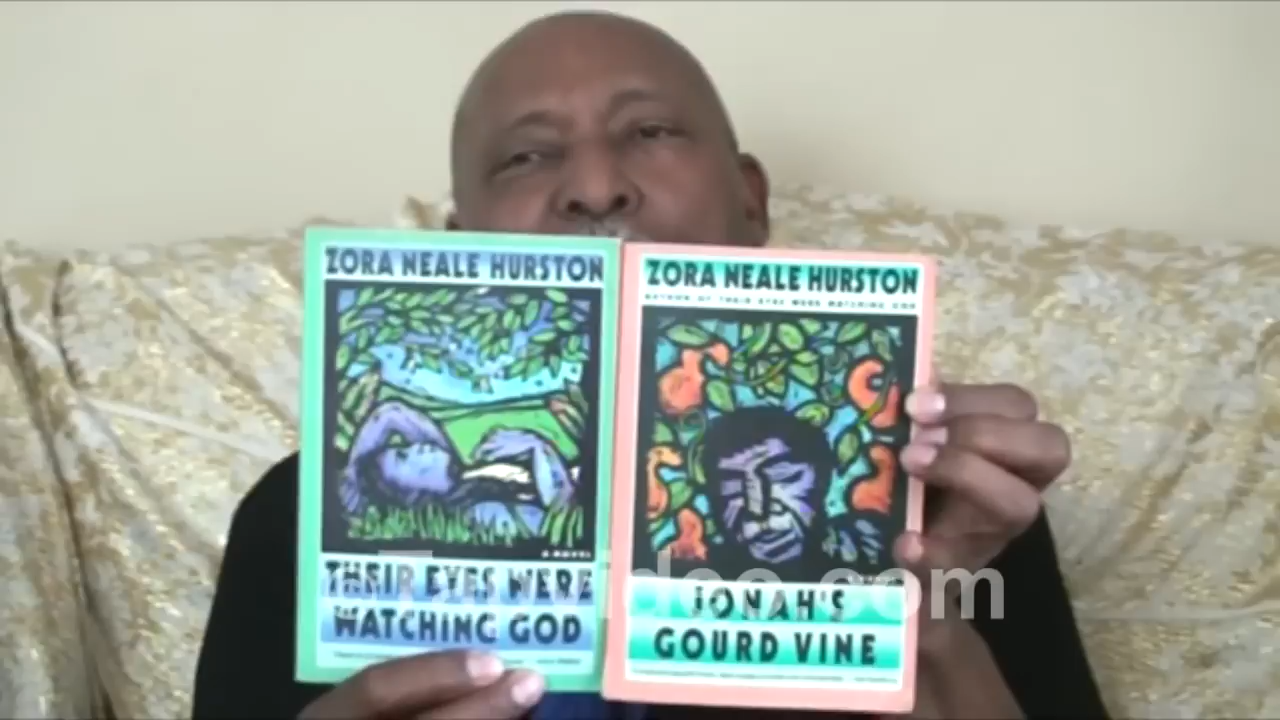 ZORA NEALE HURSTON
A NOVEL
THEIR EYES WERE
WATCHING GOD
ZORA NEALE HURSTON
AUTHOR OF THEIR EYES WERE WATCHING GOD
JONAH'S
GOURD VINE